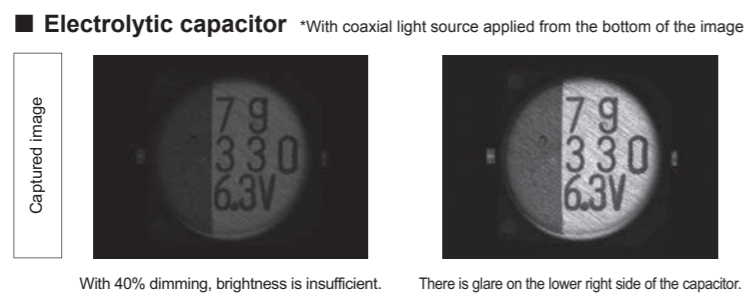 ■ Electrolytic capacitor *With coaxial light source applied from the bottom of the image
Captured image
7 g
330
6.3V
7 g
330
6.3V
With 40% dimming, brightness is insufficient.
There is glare on the lower right side of the capacitor.